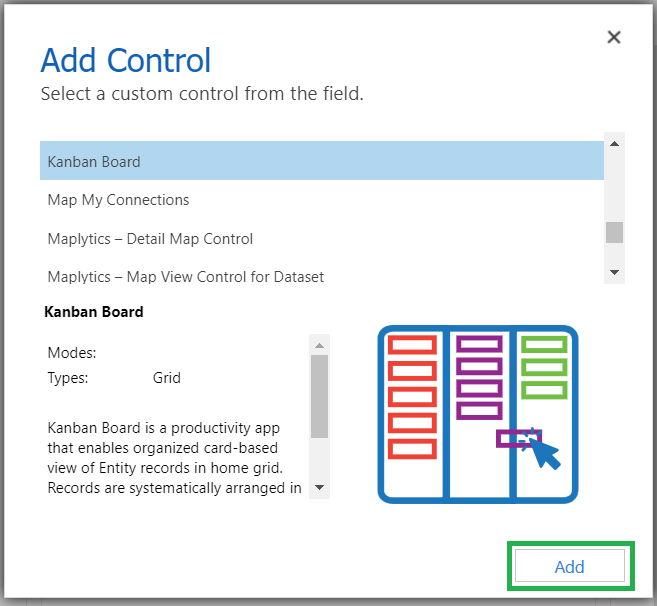 Add Control
Select a custom control from the field.
Kanban Board
Map My Connections
Maplytics – Detail Map Control
Maplytics – Map View Control for Dataset
Kanban Board
Modes:
Types: Grid
Kanban Board is a productivity app
that enables organized card-based
view of Entity records in home grid.
Records are systematically arranged in
Add